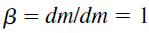 β = dm/dm = 1